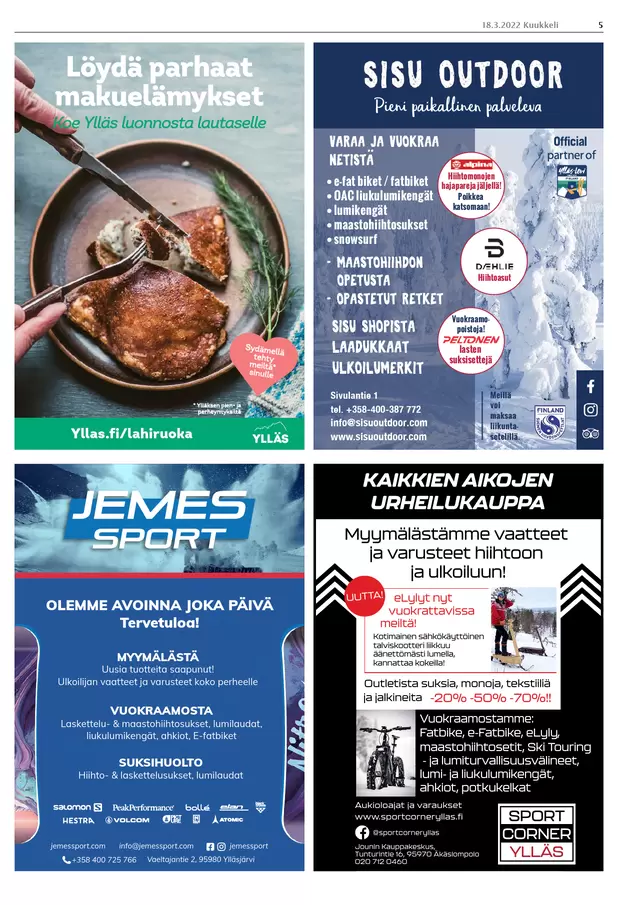 18.3.2022 Kuukkeli 5
Löydä parhaat
makuelämykset
Koe Ylläs luonnosta lautaselle
Sydämellä
tehty
meiltä*
sinulle
* Ylläksen pien- ja
perheyrityksiltä
Yllas.fi/lahiruoka
YLLÄS
SISU OUTDOOR
Pieni paikallinen palveleva
VARAA JA VUOKRAA
NETISTÄ
• e-fat biket / fatbiket
• OAC liukulumikengät
• lumikengät
• maastohiihtosukset
• snowsurf
- MAASTOHIIHDON
OPETUSTA
- OPASTETUT RETKET
SISU SHOPISTA
LAADUKKAAT
ULKOILUMERKIT
Sivulantie 1
tel. +358-400-387 772
info@sisuoutdoor.com
www.sisuoutdoor.com
alpina
Hiihtomonojen
hajapareja jäljellä!
Poikkea
katsomaan!
Official
partner of
DÆHLIE
Hiihtoasut
Vuokraamo-
poistoja!
PELTONEN
lasten
suksisettejä
Meillä
voi
maksaa
liikunta-
setelillä.
FINLAND
JEMES
SPORT
OLEMME AVOINNA JOKA PÄIVÄ
Tervetuloa!
MYYMÄLÄSTÄ
Uusia tuotteita saapunut!
Ulkoilijan vaatteet ja varusteet koko perheelle
VUOKRAAMOSTA
Laskettelu- & maastohiihtosukset, lumilaudat,
liukulumikengät, ahkiot, E-fatbiket
SUKSIHUOLTO
Hiihto- & laskettelusukset, lumilaudat
salomon PeakPerformance bollé elan
HESTRA VOLCOM ATOMIC
jemessport.com info@jemessport.com jemessport
+358 400 725 766 Vaeltajantie 2, 95980 Ylläsjärvi
KAIKKIEN AIKOJEN
URHEILUKAUPPA
Myymälästämme vaatteet
ja varusteet hiihtoon
ja ulkoiluun!
UUTTA!
eLylyt nyt
vuokrattavissa
meiltä!
Kotimainen sähkökäyttöinen
talviskootteri liikkuu
äänettömästi lumella,
kannattaa kokeilla!
Outletista suksia, monoja, tekstiiliä
ja jalkineita -20% -50% -70%!!
Vuokraamostamme:
Fatbike, e-Fatbike, eLyly,
maastohiihtosetit, Ski Touring
- ja lumiturvallisuusvälineet,
lumi- ja liukulumikengät,
ahkiot, potkukelkat
Aukioloajat ja varaukset
www.sportcorneryllas.fi
@sportcorneryllas
Jounin Kauppakeskus,
Tunturintie 16, 95970 Äkäslompolo
020 712 0460
SPORT
CORNER
YLLÄS